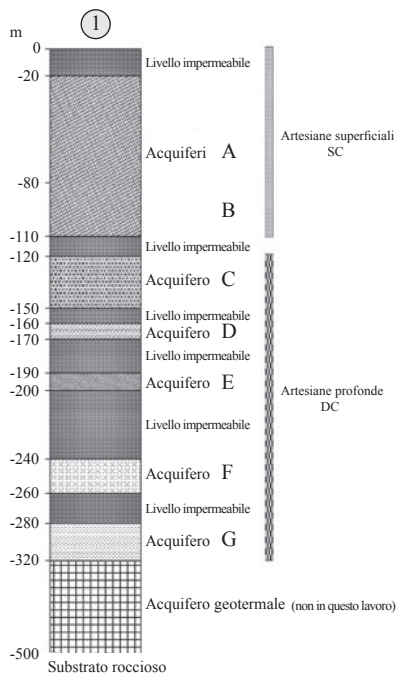 1
m
0
Livello impermeabile
-20
Artesiane superficiali
SC
Acquiferi A
-80
B
-110
Livello impermeabile
-120
Acquifero C
-150
Livello impermeabile
-160
Acquifero D
-170
Livello impermeabile
-190
Acquifero E
-200
Artesiane profonde
DC
Livello impermeabile
-240
Acquifero F
-260
Livello impermeabile
-280
Acquifero G
-320
Acquifero geotermale (non in questo lavoro)
-500
Substrato roccioso